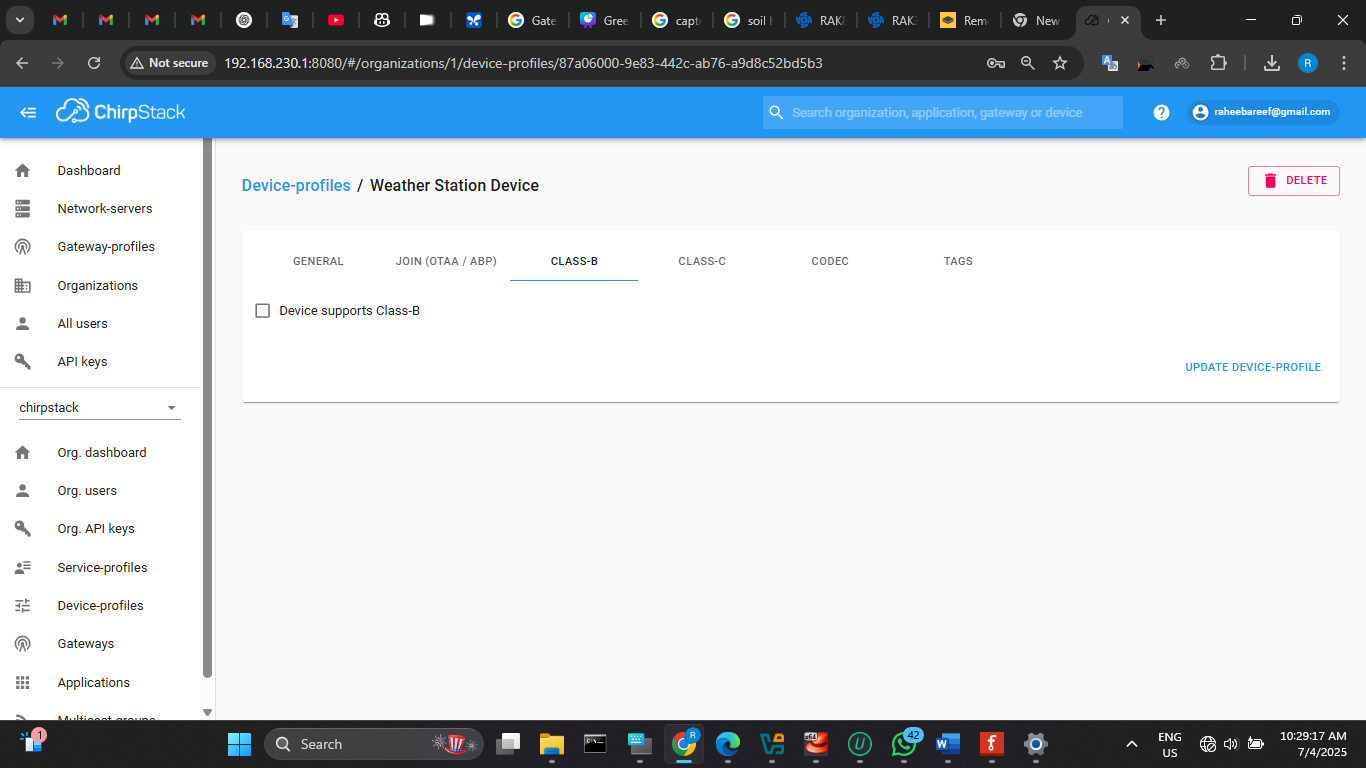 Gate
Gree
capt
soil
RAK
RAK
Rem
New
Not secure
192.168.230.1:8080/#/organizations/1/device-profiles/87a06000-9e83-442c-ab76-a9d8c52bd5b3
R
ChirpStack
Search organization, application, gateway or device
?
raheebareef@gmail.com
Dashboard
Network-servers
Gateway-profiles
Organizations
All users
API keys
chirpstack
Org. dashboard
Org. users
Org. API keys
Service-profiles
Device-profiles
Gateways
Applications
Multicast-groups
Device-profiles / Weather Station Device
DELETE
GENERAL
JOIN (OTAA / ABP)
CLASS-B
CLASS-C
CODEC
TAGS
Device supports Class-B
UPDATE DEVICE-PROFILE
1
Search
R
42
ENG
US
10:29:17 AM
7/4/2025